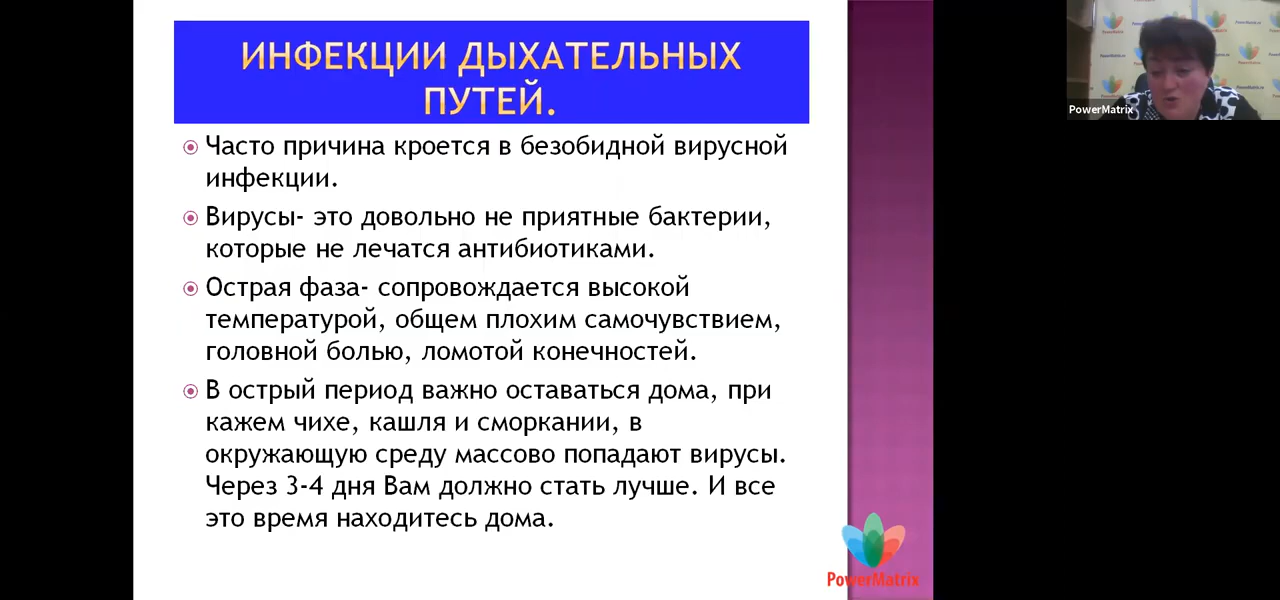 ИНФЕКЦИИ ДЫХАТЕЛЬНЫХ
ПУТЕЙ.
Часто причина кроется в безобидной вирусной
инфекции.
Вирусы- это довольно не приятные бактерии,
которые не лечатся антибиотиками.
Острая фаза- сопровождается высокой
температурой, общем плохим самочувствием,
головной болью, ломотой конечностей.
В острый период важно оставаться дома, при
кажем чихе, кашля и сморкании, в
окружающую среду массово попадают вирусы.
Через 3-4 дня Вам должно стать лучше. И все
это время находитесь дома.
PowerMatrix
PowerMatrix